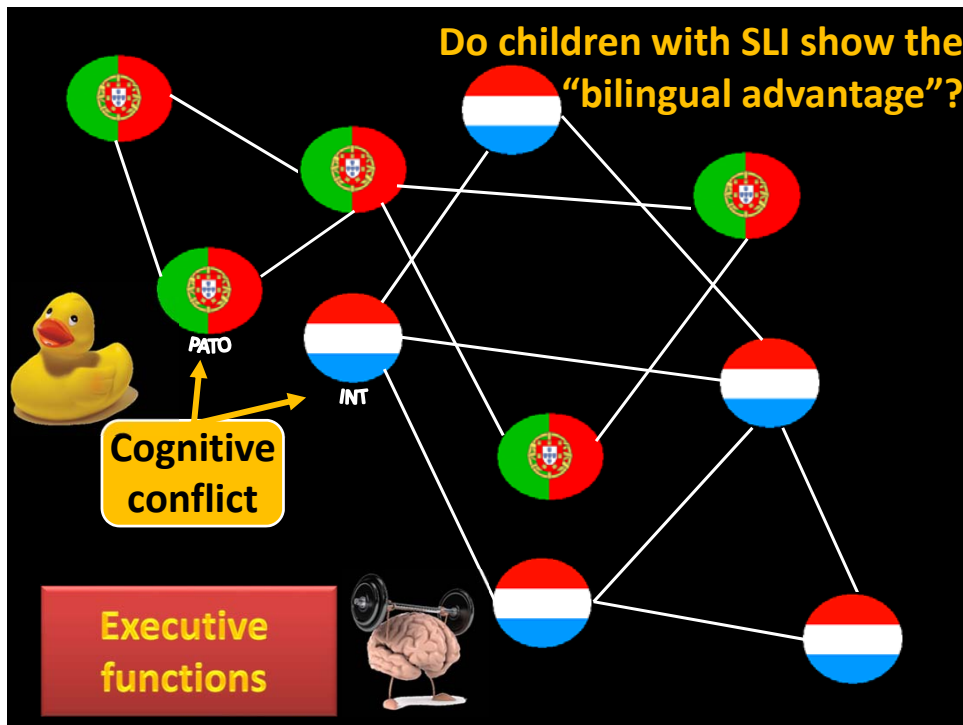 Do children with SLI show the
“bilingual advantage”?
PATO
INT
Cognitive
conflict
Executive
functions